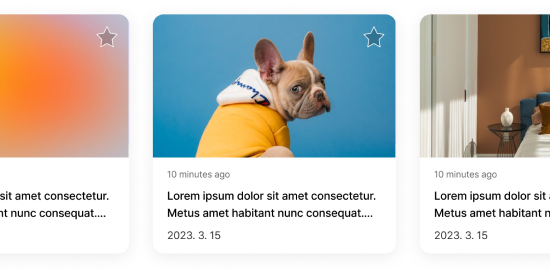 sit amet consectetur.
nt nunc consequat....
10 minutes ago
Lorem ipsum dolor sit amet consectetur.
Metus amet habitant nunc consequat....
2023. 3. 15
10 minutes ago
Lorem ipsum dolor sit
Metus amet habitant n
2023. 3. 15